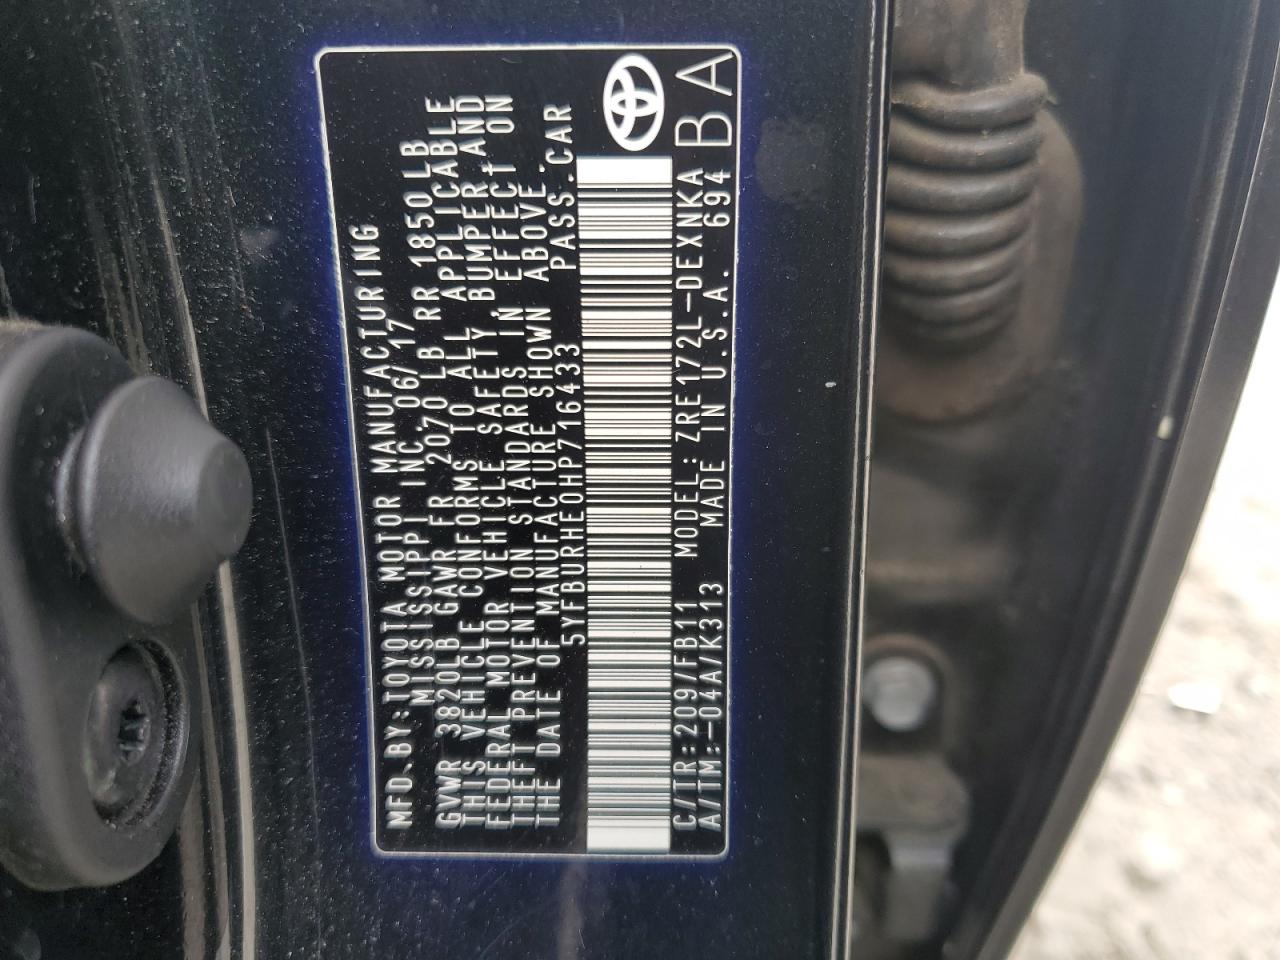 MFD.BY:TOYOTA MOTOR MANUFACTURING
MISSISSIPPI INC. 06/17
GVWR 3820LB GAWR FR 2070LB RR 1850LB
THIS VEHICLE CONFORMS TO ALL APPLICABLE
FEDERAL MOTOR VEHICLE SAFETY, BUMPER, AND
THEFT PREVENTION STANDARDS IN EFFECT ON
THE DATE OF MANUFACTURE SHOWN ABOVE.
5YFBURHE0HP716433 PASS.CAR
C/TR:209/FB11 MODEL:ZRE172L-DEXNKA
A/TM:-04A/K313 MADE IN U.S.A. 694
BA